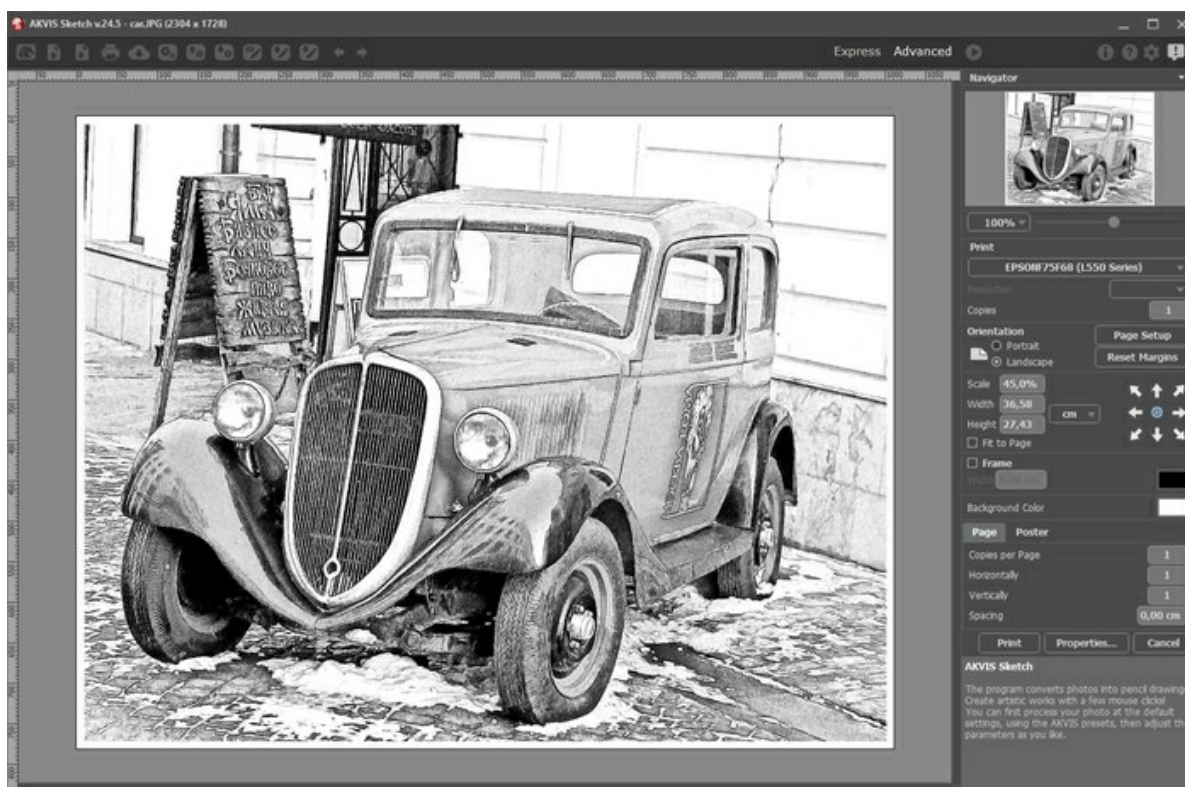 AKVIS Sketch v.24.5 - car.JPG (2304 x 1728)
Express Advanced
Navigator
100%
Print
EPSONF75F68 (L550 Series)
Resolution
Copies 1
Orientation
Portrait
Landscape
Page Setup
Reset Margins
Scale 45,0%
Width 36,58
Height 27,43
cm
Fit to Page
Frame
Width
Background Color
Page Poster
Copies per Page 1
Horizontally 1
Vertically 1
Spacing 0,00 cm
Print Properties... Cancel
AKVIS Sketch
The program converts photos into pencil drawing
Create artistic works with a few mouse clicks!
You can first process your photo at the default
settings, using the AKVIS presets, then adjust th
parameters as you like.